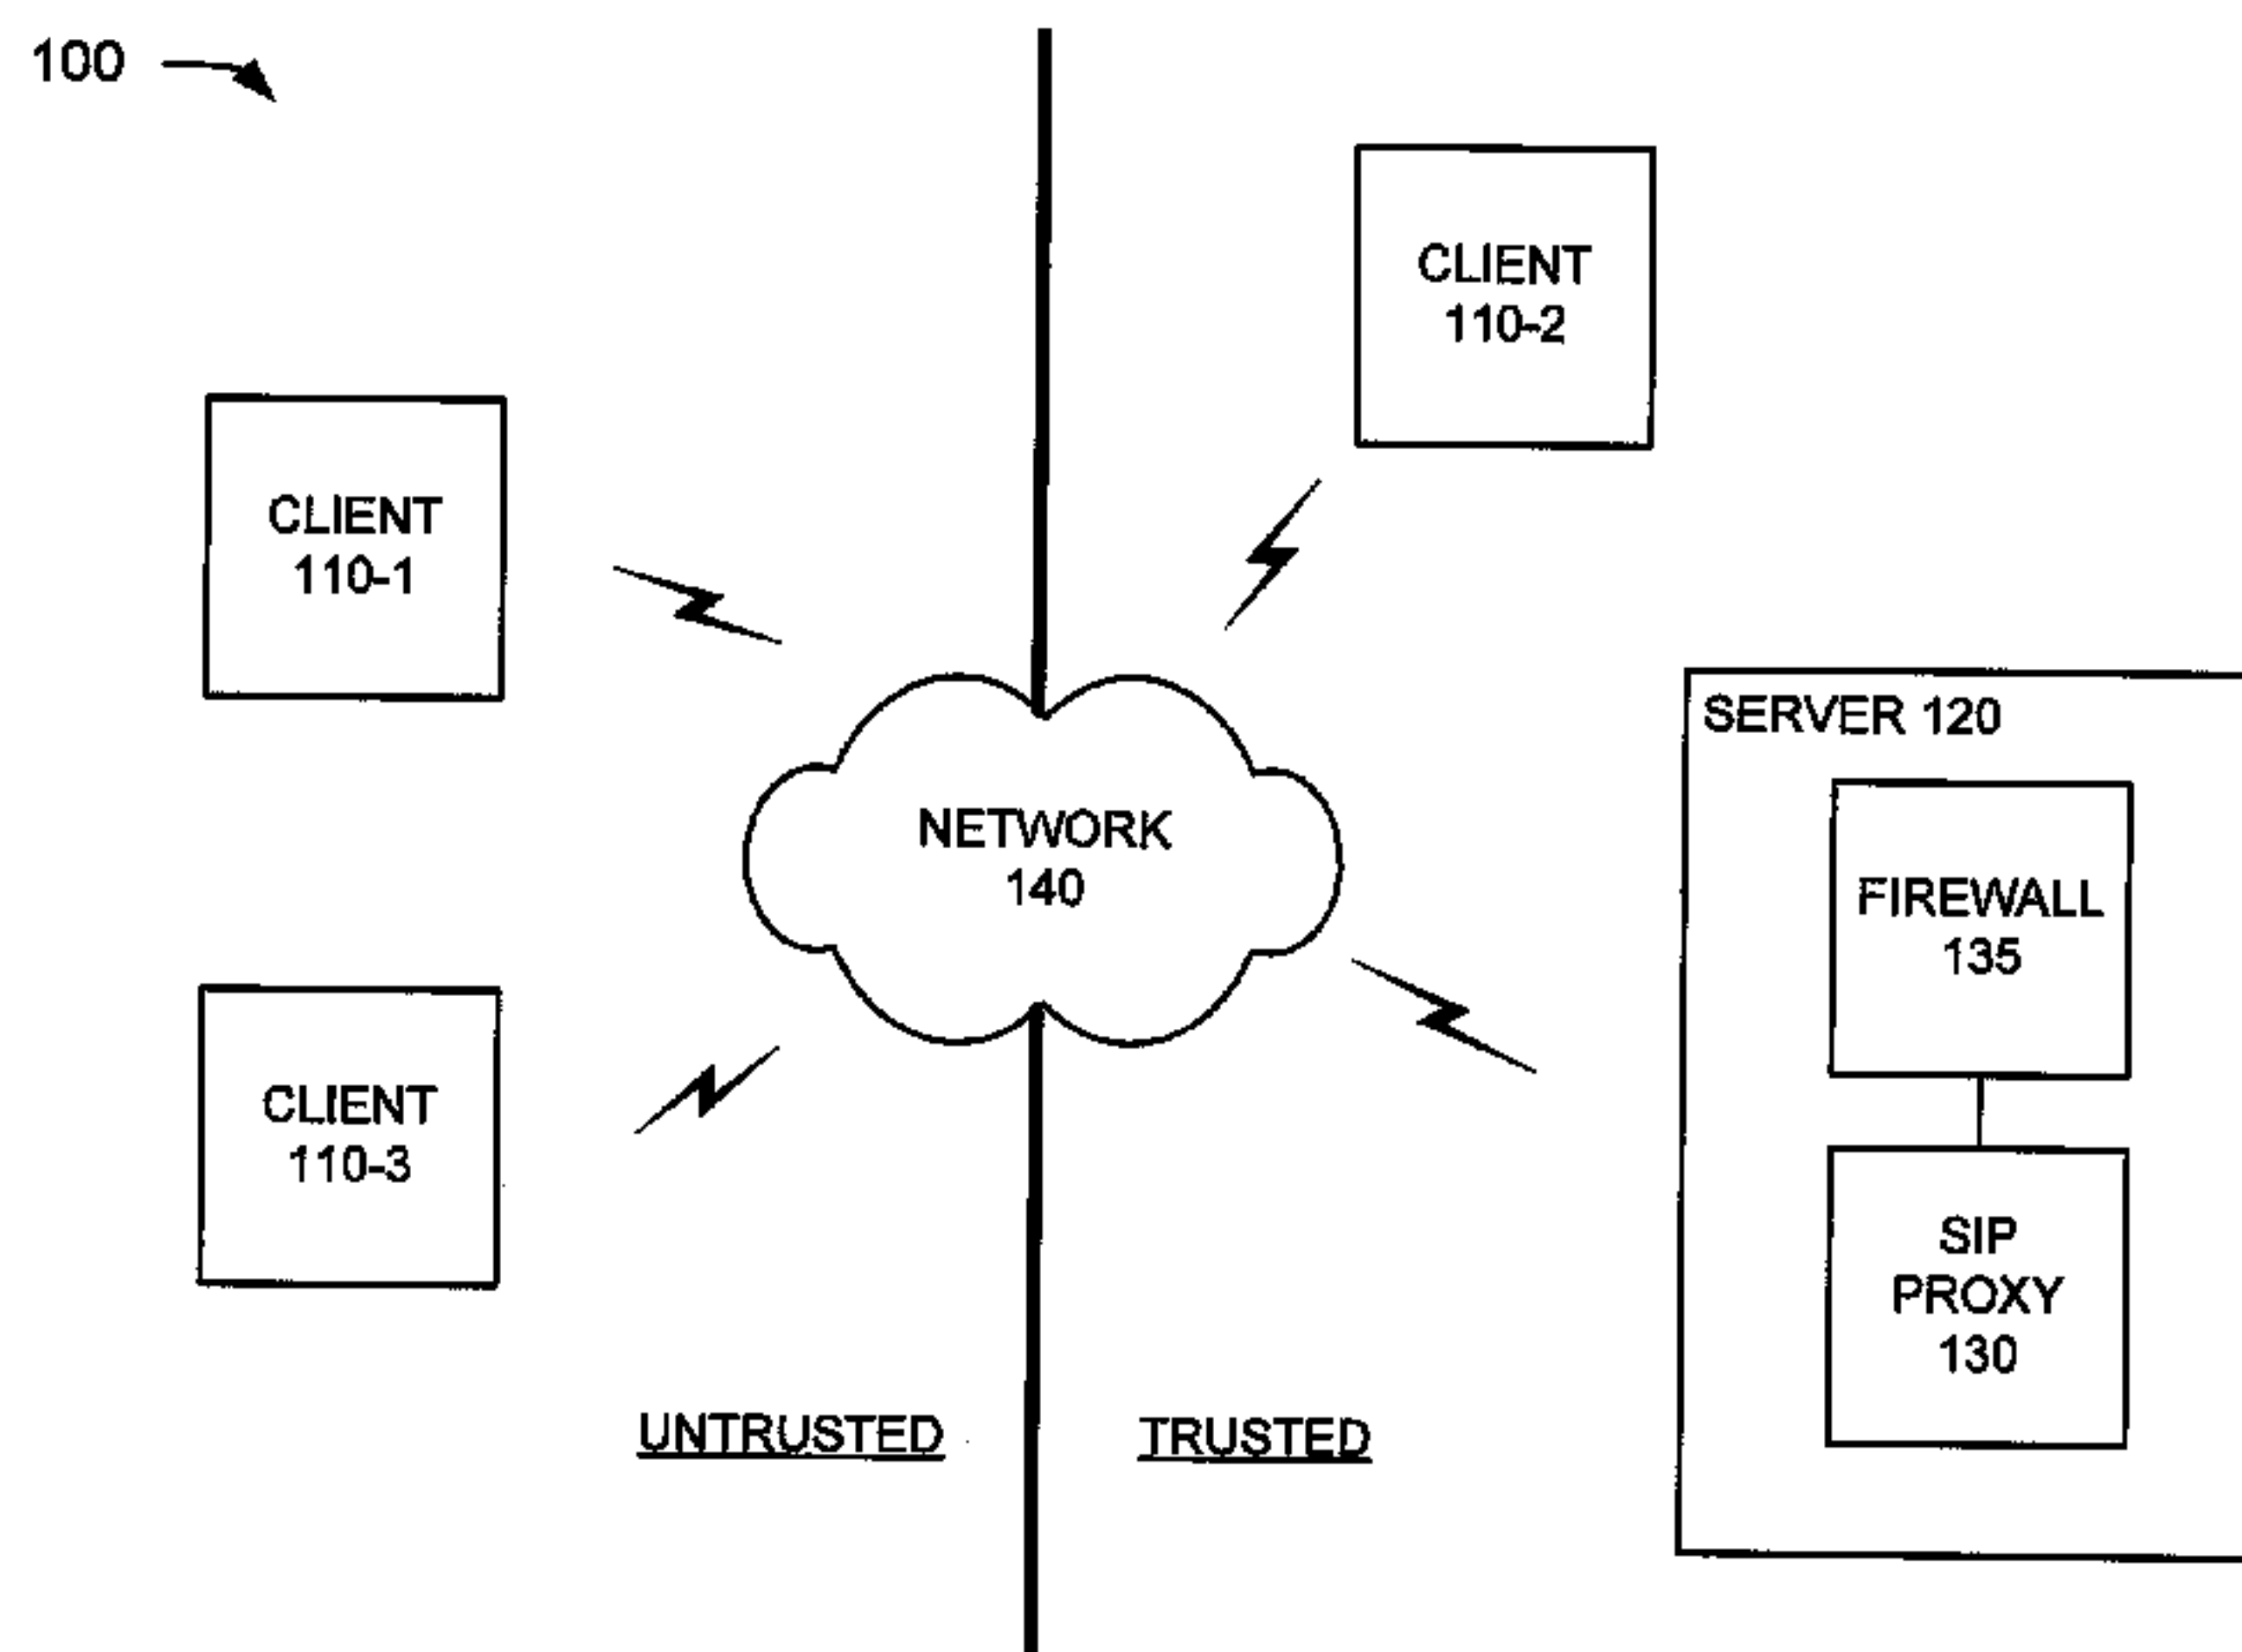 100
CLIENT
110-2
CLIENT
110-1
SERVER 120
NETWORK
140
FIREWALL
135
CLIENT
110-3
SIP
PROXY
130
UNTRUSTED
TRUSTED